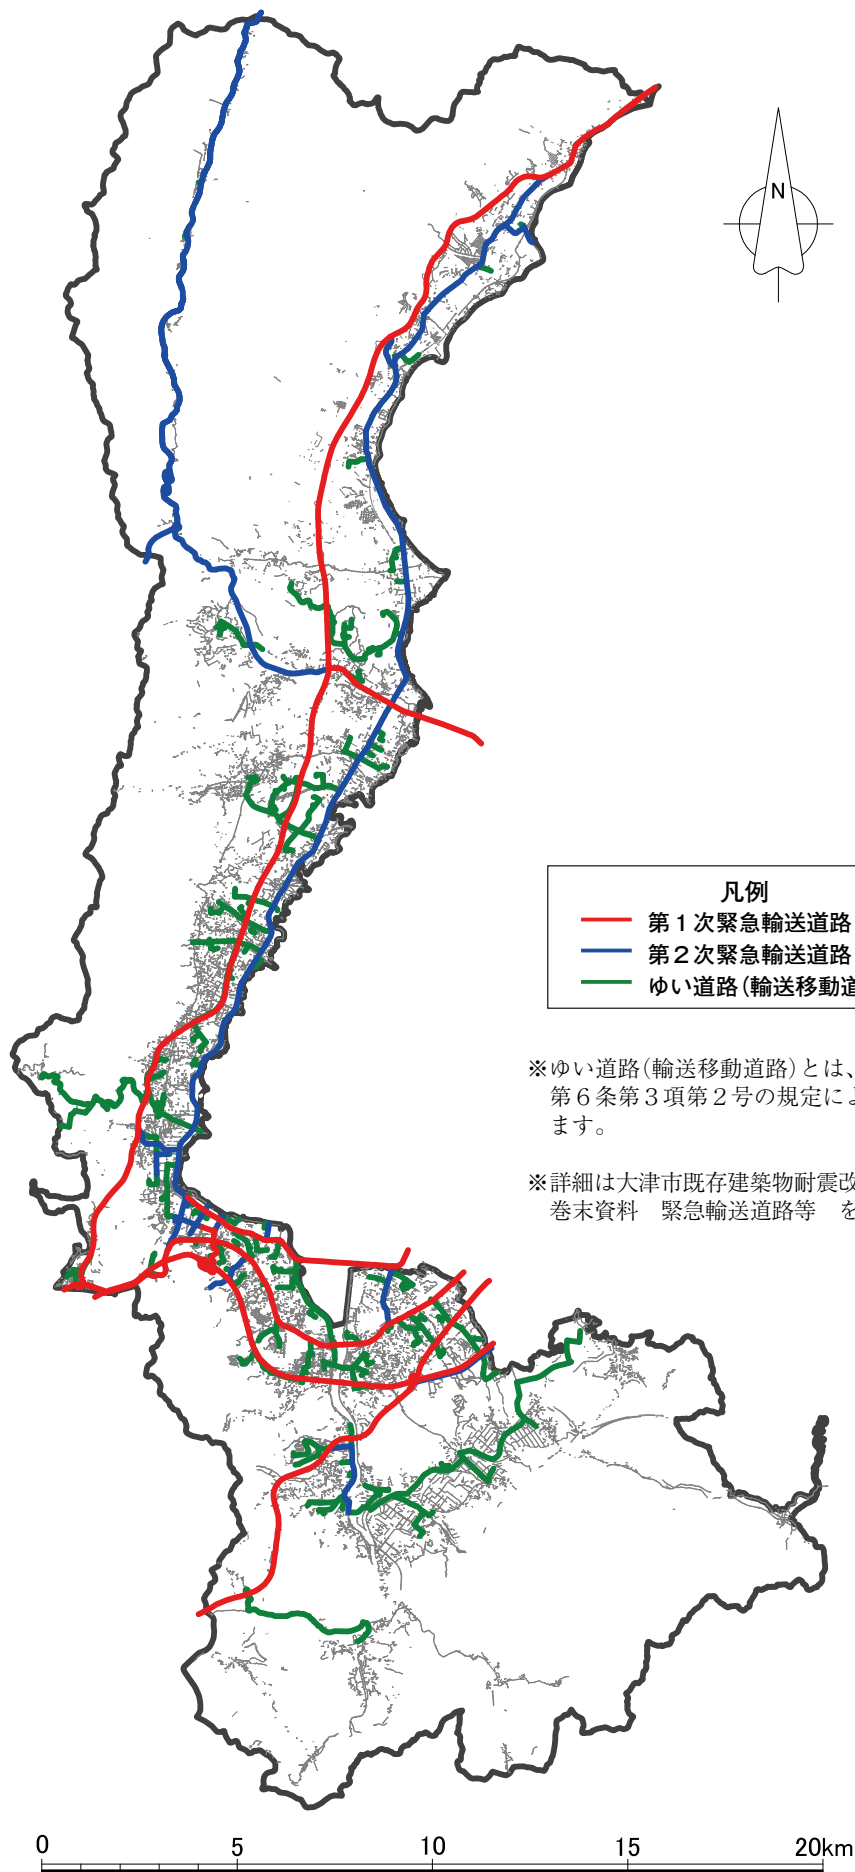 N
凡例
第１次緊急輸送道路
第２次緊急輸送道路
ゆい道路(輸送移動道
※ゆい道路(輸送移動道路)とは、
第６条第３項第２号の規定によ
ます。
※詳細は大津市既存建築物耐震改
巻末資料　緊急輸送道路等　を
0 5 10 15 20km